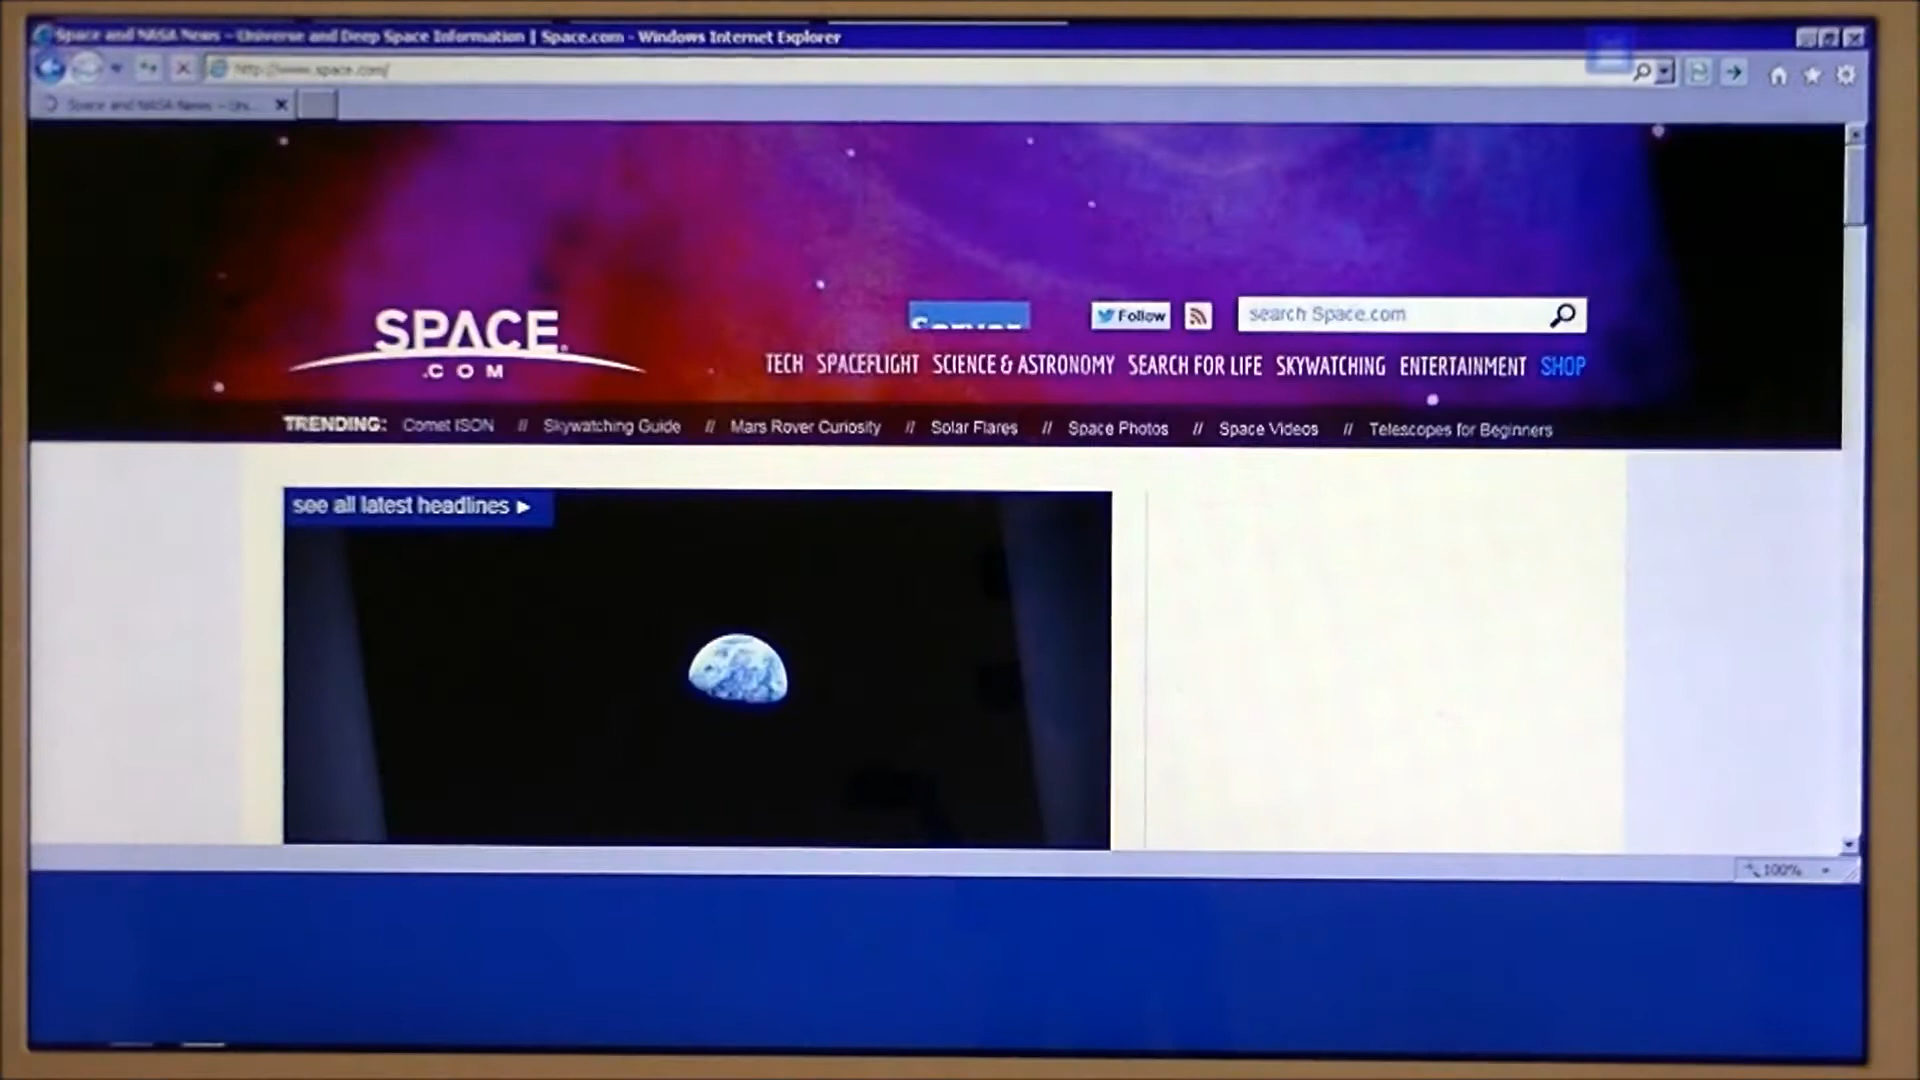 Space and NASA News – Universe and Deep Space Information | Space.com - Windows Internet Explorer
http://www.space.com/
Space and NASA News – Uni...
SPACE.
.COM
Follow
search Space.com
TECH SPACEFLIGHT SCIENCE & ASTRONOMY SEARCH FOR LIFE SKYWATCHING ENTERTAINMENT SHOP
TRENDING: Comet ISON // Skywatching Guide // Mars Rover Curiosity // Solar Flares // Space Photos // Space Videos // Telescopes for Beginners
see all latest headlines ►
100%